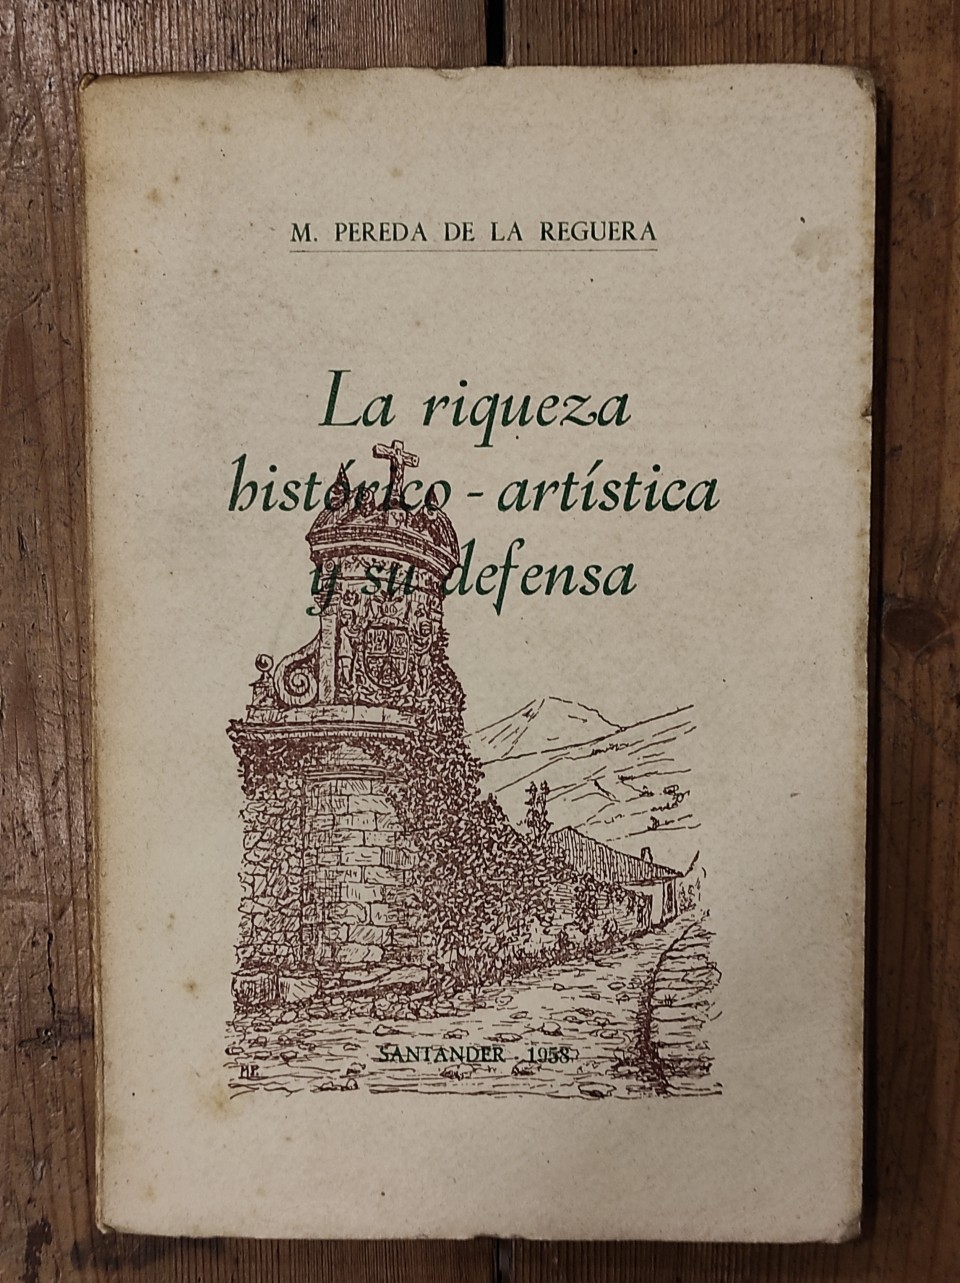 M. PEREDA DE LA REGUERA
La riqueza
histórico - artística
y su defensa
SANTANDER - 1958
M.P.